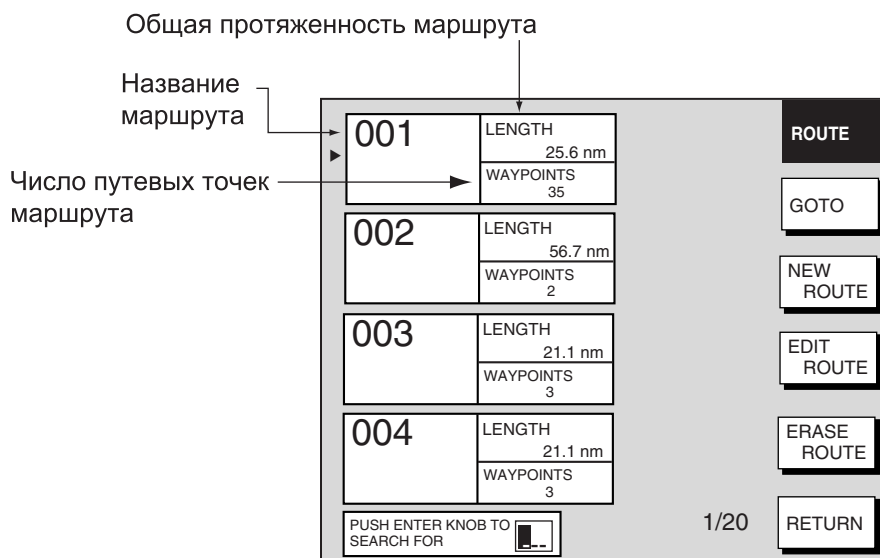 Общая протяженность маршрута
Название
маршрута
Число путевых точек
маршрута
001
LENGTH
25.6 nm
WAYPOINTS
35
002
LENGTH
56.7 nm
WAYPOINTS
2
003
LENGTH
21.1 nm
WAYPOINTS
3
004
LENGTH
21.1 nm
WAYPOINTS
3
PUSH ENTER KNOB TO
SEARCH FOR
1/20
ROUTE
GOTO
NEW
ROUTE
EDIT
ROUTE
ERASE
ROUTE
RETURN